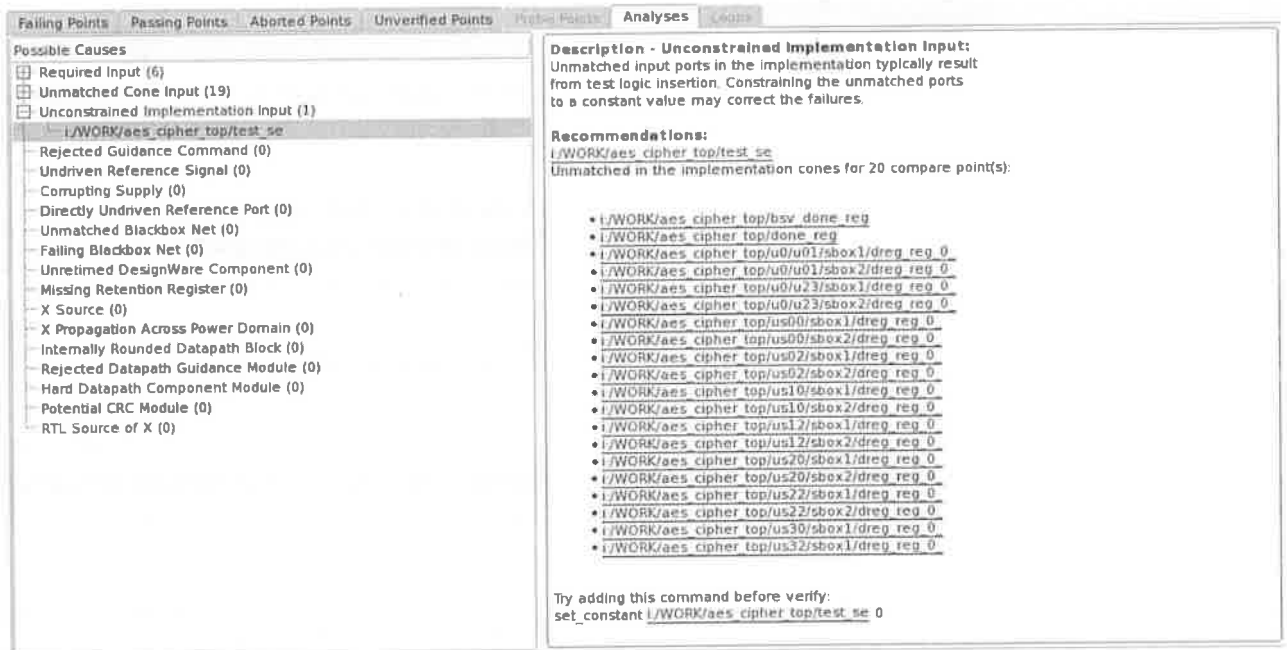 Failing Points Passing Points Aborted Points Unverified Points Probe Points Analyses Loops
Possible Causes
Required Input (6)
Unmatched Cone Input (19)
Unconstrained Implementation Input (1)
i:/WORK/aes_cipher_top/test_se
Rejected Guidance Command (0)
Undriven Reference Signal (0)
Corrupting Supply (0)
Directly Undriven Reference Port (0)
Unmatched Blackbox Net (0)
Failing Blackbox Net (0)
Unretimed DesignWare Component (0)
Missing Retention Register (0)
X Source (0)
X Propagation Across Power Domain (0)
Internally Rounded Datapath Block (0)
Rejected Datapath Guidance Module (0)
Hard Datapath Component Module (0)
Potential CRC Module (0)
RTL Source of X (0)
Description - Unconstrained Implementation Input:
Unmatched input ports in the implementation typically result
from test logic insertion. Constraining the unmatched ports
to a constant value may correct the failures.
Recommendations:
i:/WORK/aes_cipher_top/test_se
Unmatched in the implementation cones for 20 compare point(s):
• i:/WORK/aes_cipher_top/bsv_done_reg
• i:/WORK/aes_cipher_top/done_reg
• i:/WORK/aes_cipher_top/u0/u01/sbox1/dreg_reg_0_
• i:/WORK/aes_cipher_top/u0/u01/sbox2/dreg_reg_0_
• i:/WORK/aes_cipher_top/u0/u23/sbox1/dreg_reg_0_
• i:/WORK/aes_cipher_top/u0/u23/sbox2/dreg_reg_0_
• i:/WORK/aes_cipher_top/us00/sbox1/dreg_reg_0_
• i:/WORK/aes_cipher_top/us00/sbox2/dreg_reg_0_
• i:/WORK/aes_cipher_top/us02/sbox1/dreg_reg_0_
• i:/WORK/aes_cipher_top/us02/sbox2/dreg_reg_0_
• i:/WORK/aes_cipher_top/us10/sbox1/dreg_reg_0_
• i:/WORK/aes_cipher_top/us10/sbox2/dreg_reg_0_
• i:/WORK/aes_cipher_top/us12/sbox1/dreg_reg_0_
• i:/WORK/aes_cipher_top/us12/sbox2/dreg_reg_0_
• i:/WORK/aes_cipher_top/us20/sbox1/dreg_reg_0_
• i:/WORK/aes_cipher_top/us20/sbox2/dreg_reg_0_
• i:/WORK/aes_cipher_top/us22/sbox1/dreg_reg_0_
• i:/WORK/aes_cipher_top/us22/sbox2/dreg_reg_0_
• i:/WORK/aes_cipher_top/us30/sbox1/dreg_reg_0_
• i:/WORK/aes_cipher_top/us32/sbox1/dreg_reg_0_
Try adding this command before verify:
set_constant i:/WORK/aes_cipher_top/test_se 0